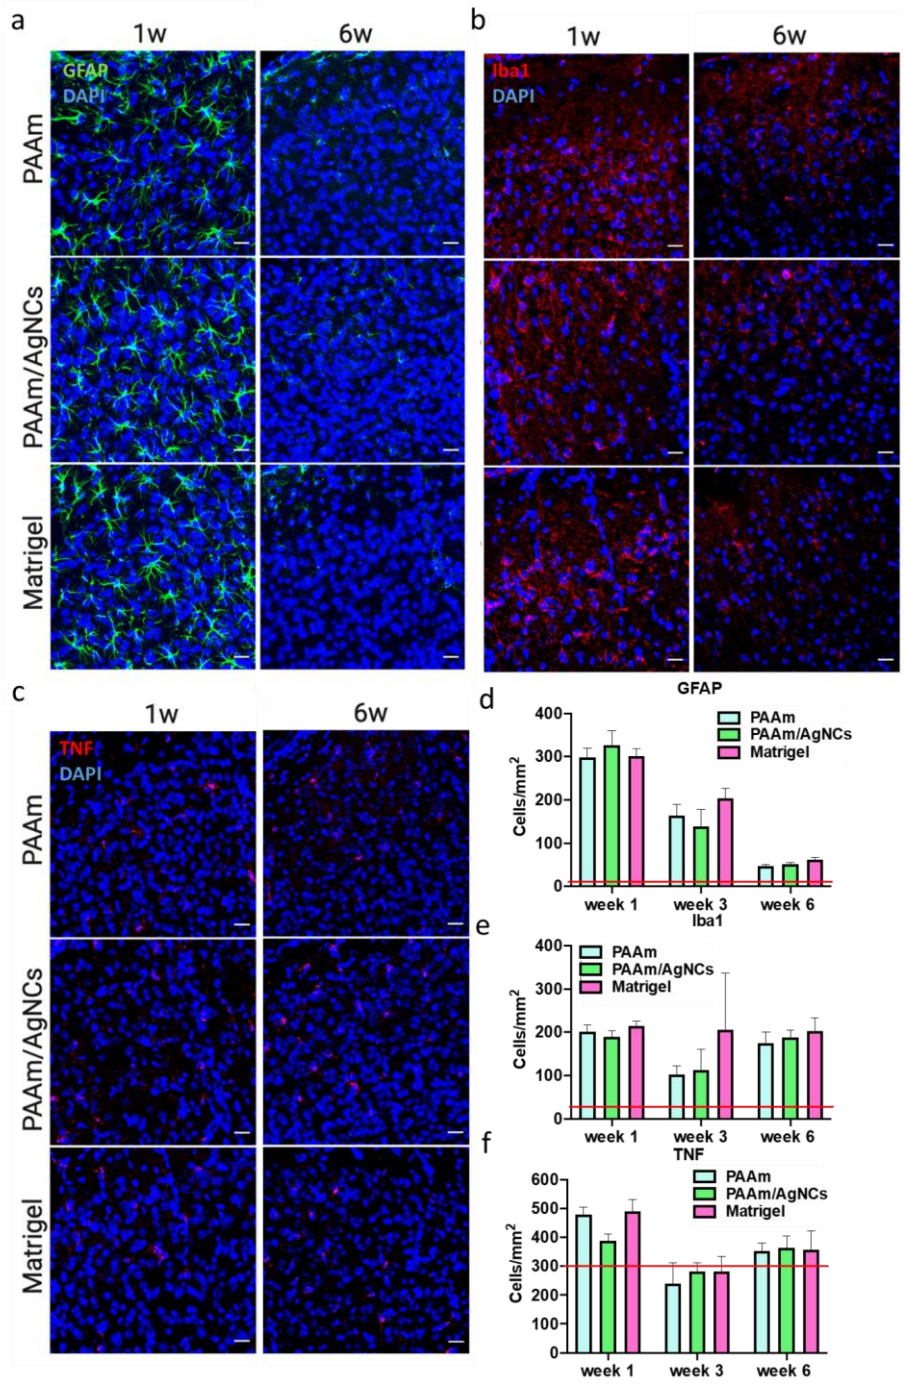 a
1w
6w
PAAm
GFAP
DAPI
PAAm/AgNCs
Matrigel
b
1w
6w
Iba1
DAPI
c
1w
6w
PAAm
TNF
DAPI
PAAm/AgNCs
Matrigel
d
GFAP
400
300
200
100
0
Cells/mm2
PAAm
PAAm/AgNCs
Matrigel
week 1
week 3
week 6
e
Iba1
400
300
200
100
0
Cells/mm2
PAAm
PAAm/AgNCs
Matrigel
week 1
week 3
week 6
f
TNF
600
500
400
300
200
100
0
Cells/mm2
PAAm
PAAm/AgNCs
Matrigel
week 1
week 3
week 6